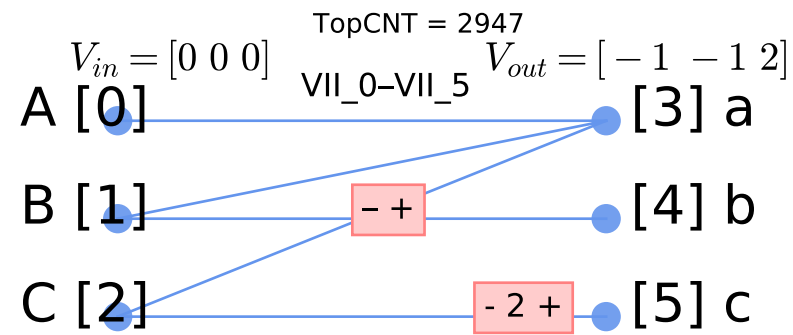 TopCNT = 2947
V_in = [0 0 0]
V_out = [ − 1 − 1 2]
VII_0–VII_5
A [0]
[3] a
B [1]
– +
[4] b
C [2]
- 2 +
[5] c